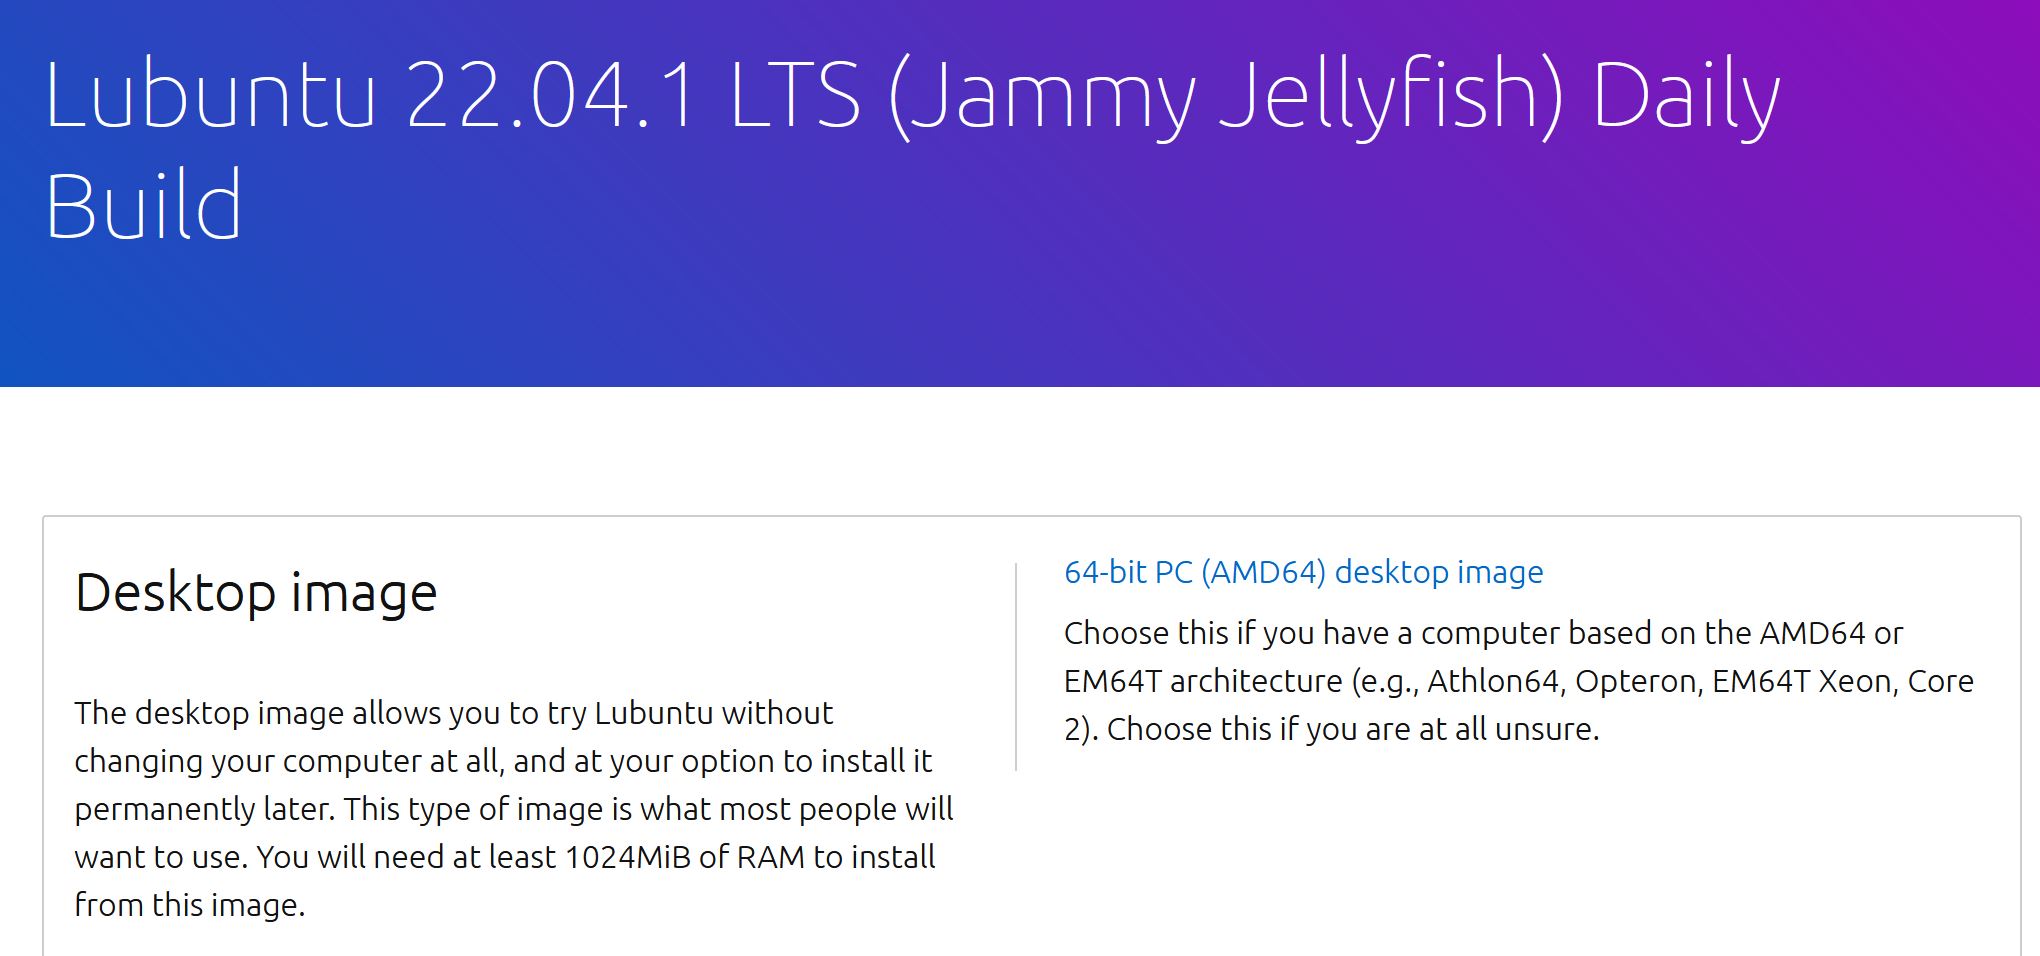 Lubuntu 22.04.1 LTS (Jammy Jellyfish) Daily
Build
Desktop image
The desktop image allows you to try Lubuntu without
changing your computer at all, and at your option to install it
permanently later. This type of image is what most people will
want to use. You will need at least 1024MiB of RAM to install
from this image.
64-bit PC (AMD64) desktop image
Choose this if you have a computer based on the AMD64 or
EM64T architecture (e.g., Athlon64, Opteron, EM64T Xeon, Core
2). Choose this if you are at all unsure.